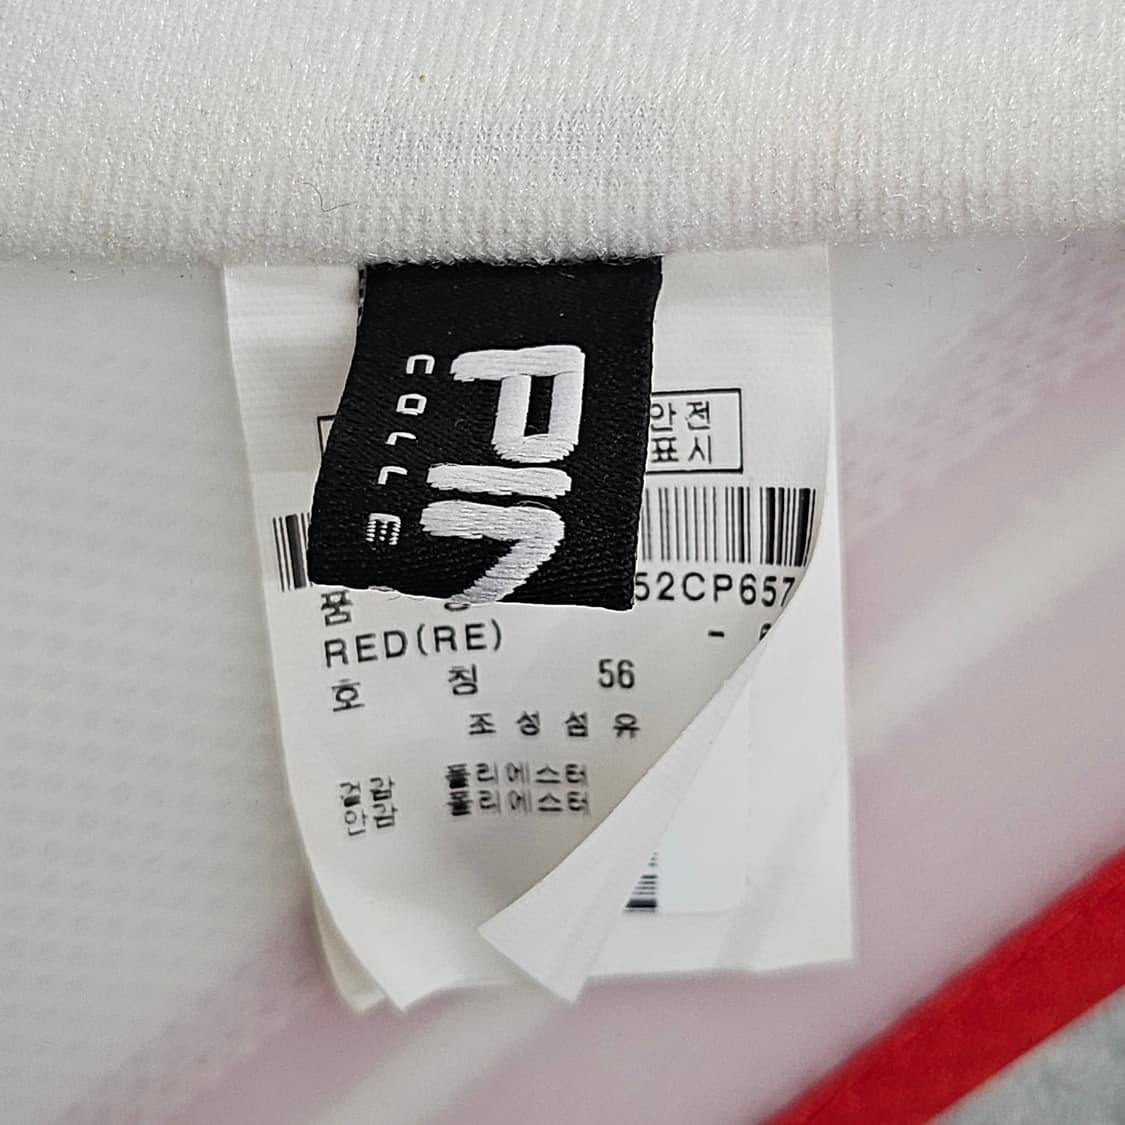 NOLLE
안전
표시
52CP657
품
RED(RE) -
호 칭 56
조 성 섬 유
겉감 폴리에스터
안감 폴리에스터